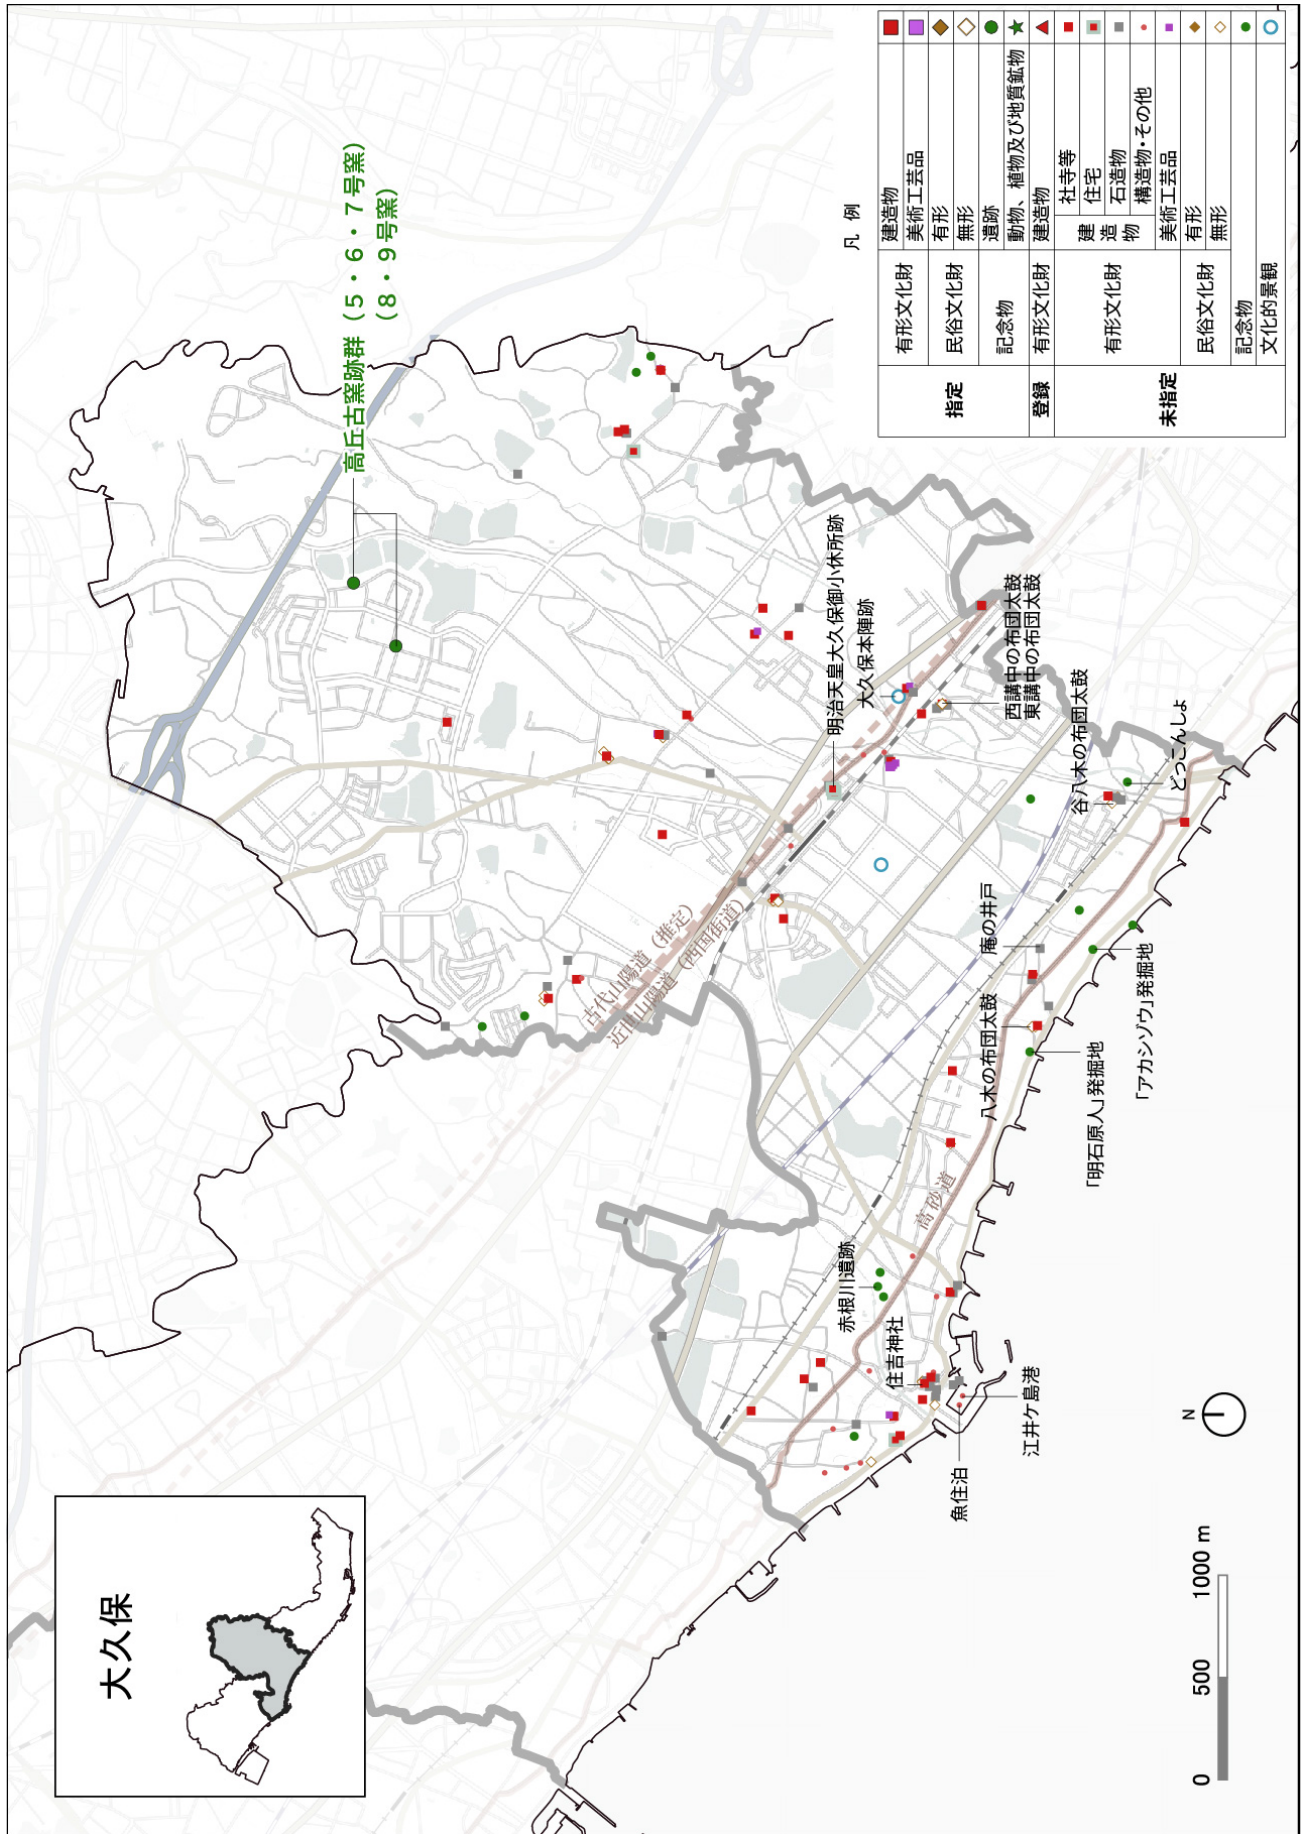 大久保
高丘古窯跡群(5・6・7号窯)
(8・9号窯)
明治天皇大久保御小休所跡
大久保本陣跡
西講中の布団太鼓
東講中の布団太鼓
谷八木の布団太鼓
どっこんしょ
古代山陽道(推定)
近世山陽道(西国街道)
庵の井戸
八木の布団太鼓
「アカシゾウ」発掘地
「明石原人」発掘地
高砂道
赤根川遺跡
住吉神社
江井ケ島港
魚住泊
N
0 500 1000 m
凡 例
指定 有形文化財 建造物
美術工芸品
民俗文化財 有形
無形
記念物 遺跡
動物、植物及び地質鉱物
登録 有形文化財 建造物
未指定 有形文化財 建造物 社寺等
住宅
石造物
構造物・その他
美術工芸品
民俗文化財 有形
無形
記念物
文化的景観